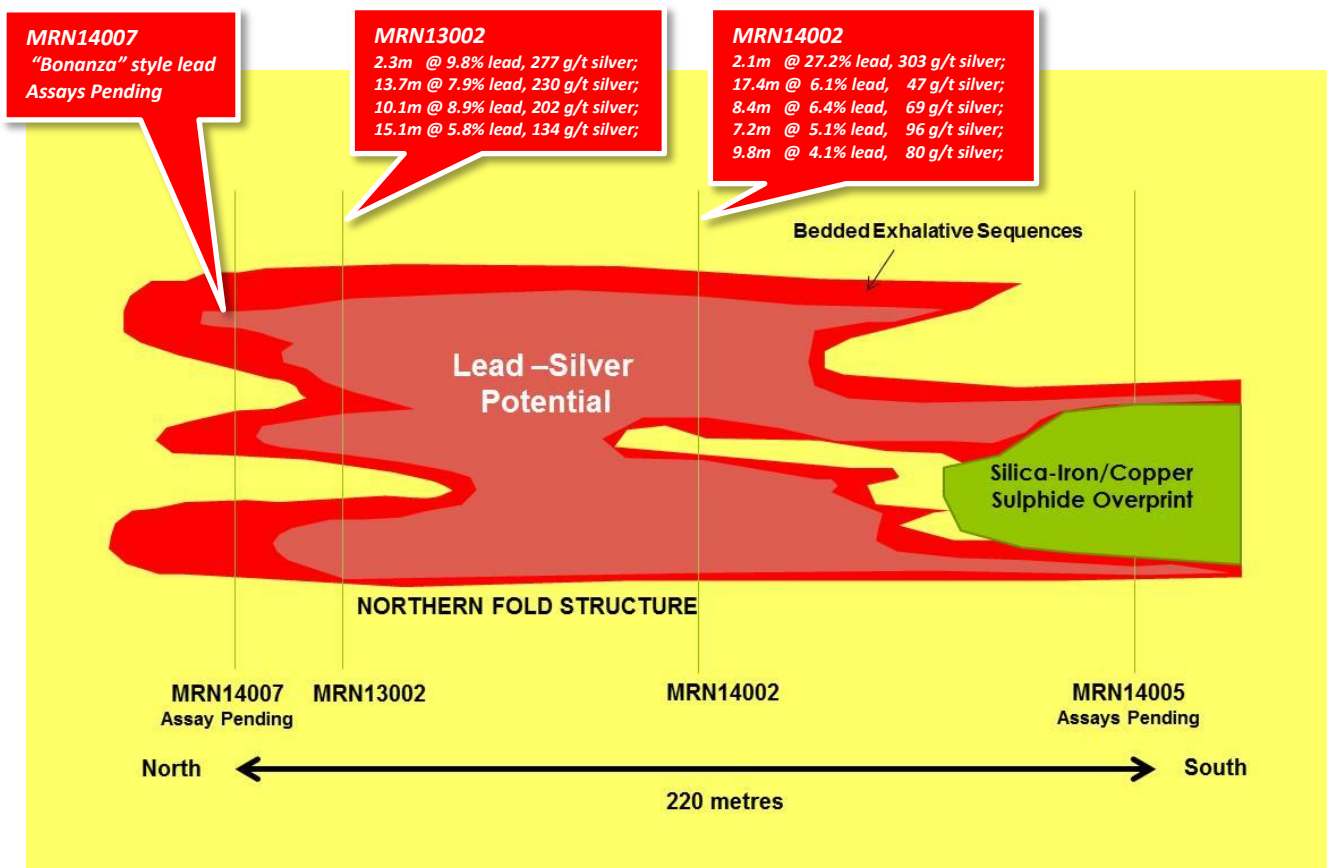 MRN14007
"Bonanza" style lead
Assays Pending
MRN13002
2.3m @ 9.8% lead, 277 g/t silver;
13.7m @ 7.9% lead, 230 g/t silver;
10.1m @ 8.9% lead, 202 g/t silver;
15.1m @ 5.8% lead, 134 g/t silver;
MRN14002
2.1m @ 27.2% lead, 303 g/t silver;
17.4m @ 6.1% lead, 47 g/t silver;
8.4m @ 6.4% lead, 69 g/t silver;
7.2m @ 5.1% lead, 96 g/t silver;
9.8m @ 4.1% lead, 80 g/t silver;
Bedded Exhalative Sequences
Lead –Silver
Potential
Silica-Iron/Copper
Sulphide Overprint
NORTHERN FOLD STRUCTURE
MRN14007
Assay Pending
MRN13002
MRN14002
MRN14005
Assays Pending
North
South
220 metres